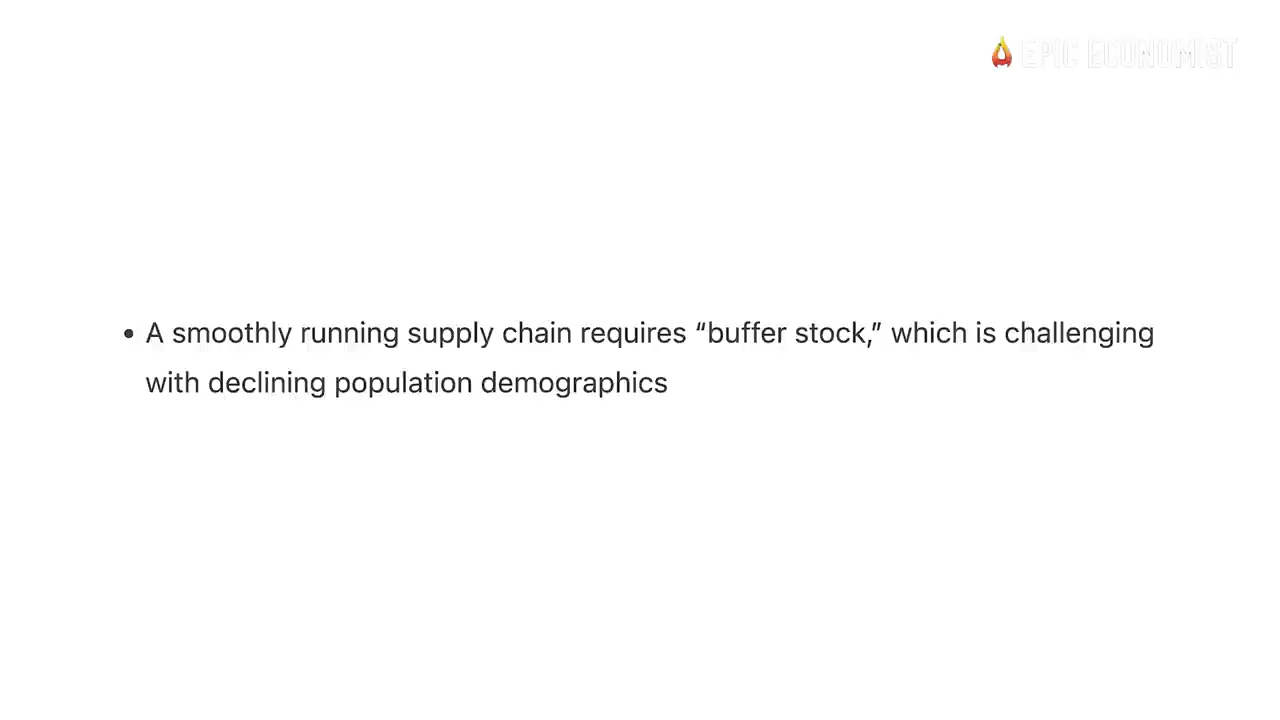 EPIC ECONOMIST
• A smoothly running supply chain requires “buffer stock,” which is challenging
with declining population demographics